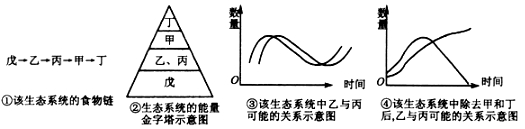 戊→乙→丙→甲→丁
①该生态系统的食物链
丁
甲
乙、丙
戊
②生态系统的能量
金字塔示意图
数
量
O
时间
③该生态系统中乙与丙
可能的关系示意图
数
量
O
时间
④该生态系统中除去甲和丁
后,乙与丙可能的关系示意图